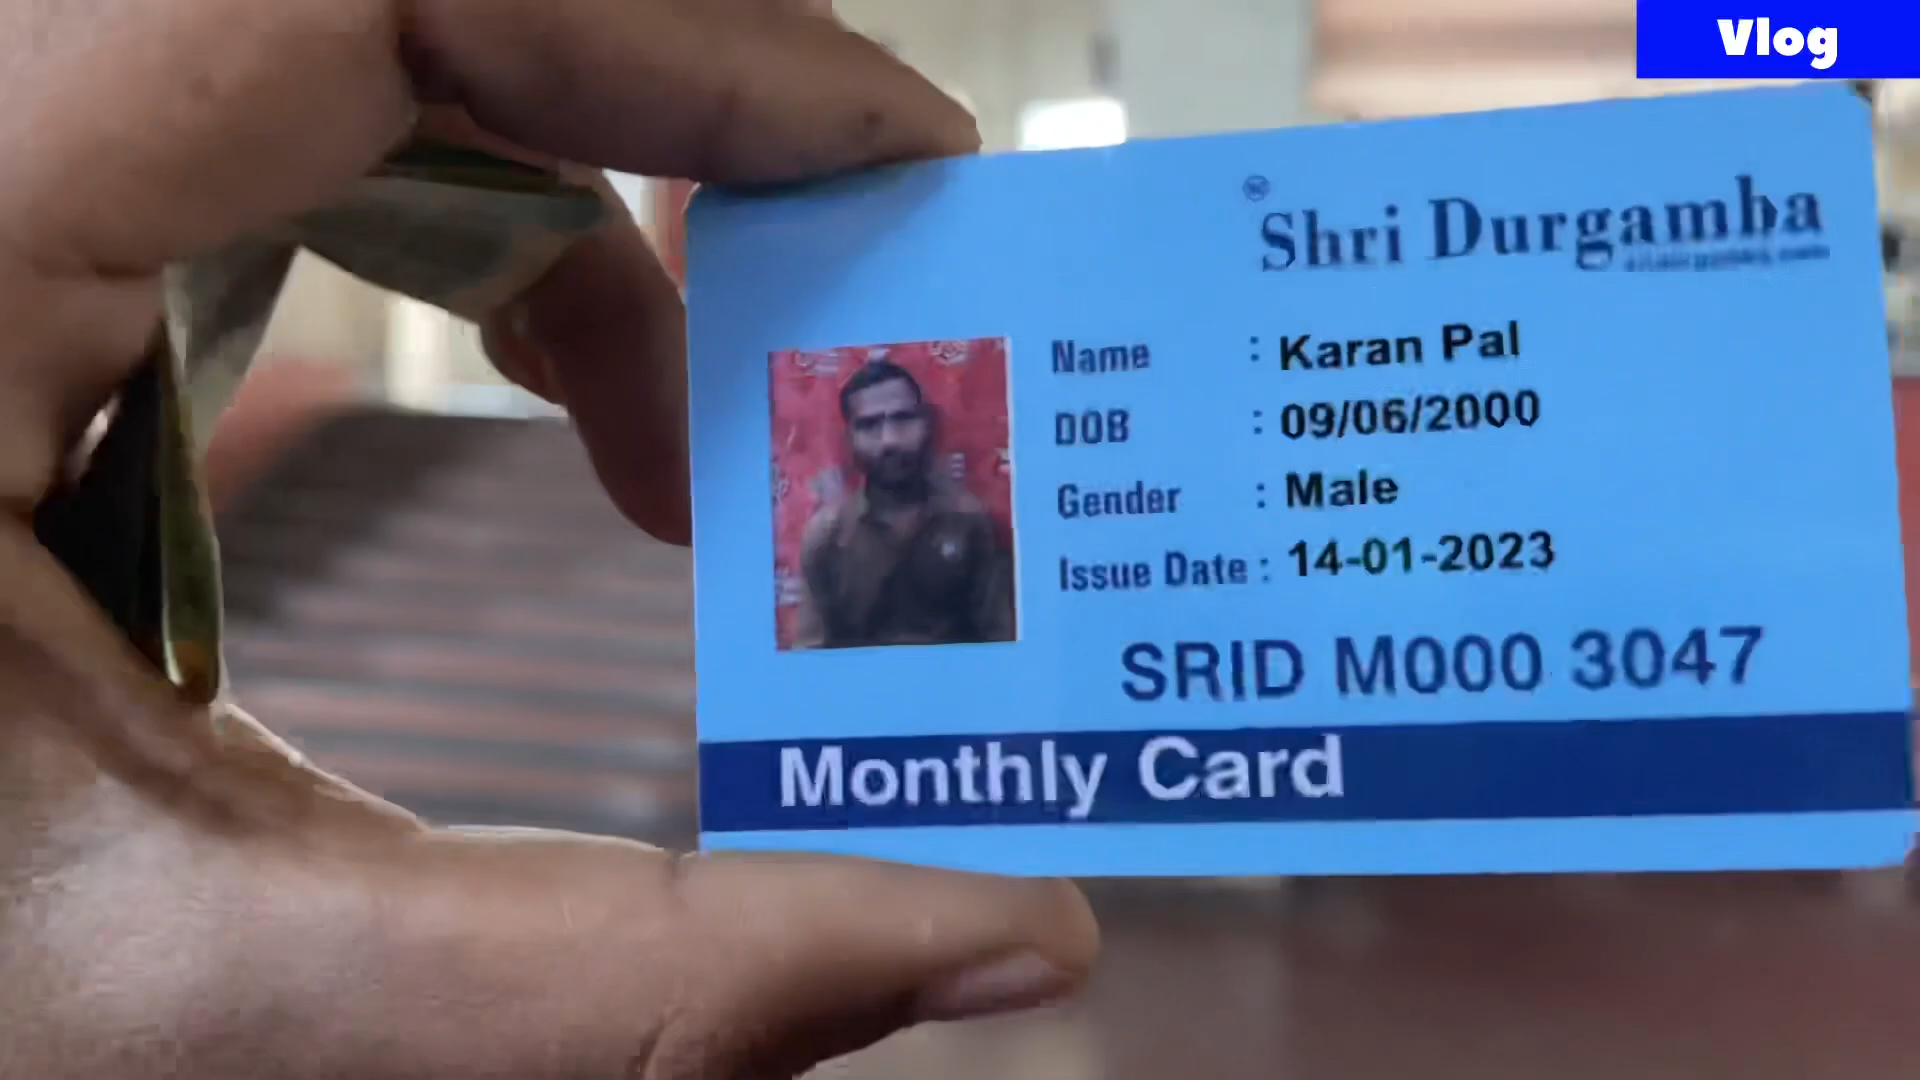 Vlog
Shri Durgamba
Name : Karan Pal
DOB : 09/06/2000
Gender : Male
Issue Date : 14-01-2023
SRID M000 3047
Monthly Card